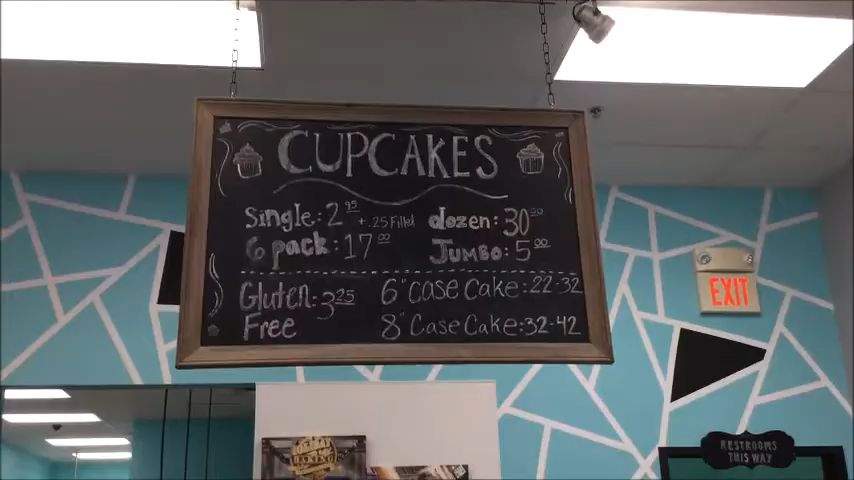 CUPCAKES
Single: 2.95 + .25 Filled
dozen: 30.00
6 pack: 17.00
Jumbo: 5.00
Gluten Free: 3.25
6" Case Cake: 22-32
8" Case Cake: 32-42
EXIT
RESTROOMS
THIS WAY
BAKING